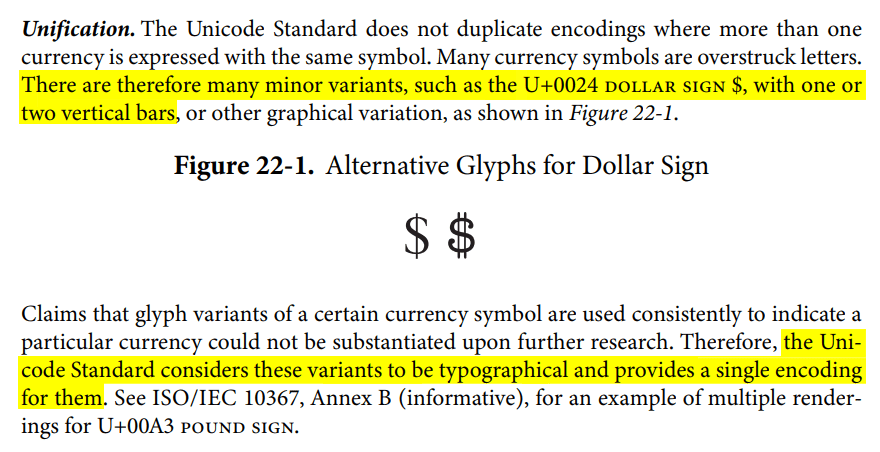 Unification. The Unicode Standard does not duplicate encodings where more than one
currency is expressed with the same symbol. Many currency symbols are overstruck letters.
There are therefore many minor variants, such as the U+0024 DOLLAR SIGN $, with one or
two vertical bars, or other graphical variation, as shown in Figure 22-1.
Figure 22-1. Alternative Glyphs for Dollar Sign
$ $
Claims that glyph variants of a certain currency symbol are used consistently to indicate a
particular currency could not be substantiated upon further research. Therefore, the Uni-
code Standard considers these variants to be typographical and provides a single encoding
for them. See ISO/IEC 10367, Annex B (informative), for an example of multiple render-
ings for U+00A3 POUND SIGN.